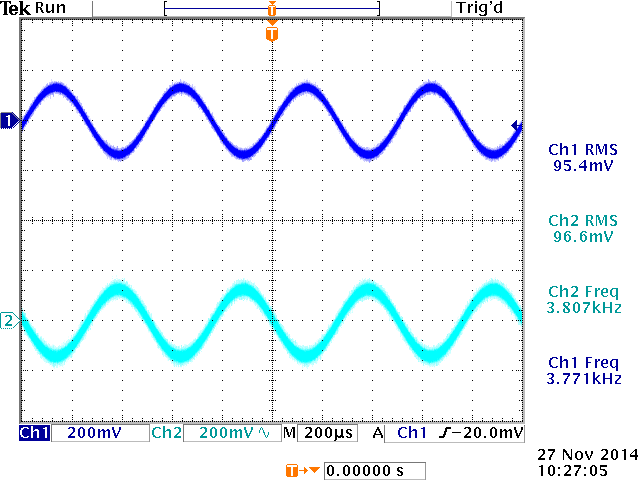 Tek Run Trig'd
T
T
1
Ch1 RMS
95.4mV
Ch2 RMS
96.6mV
Ch2 Freq
3.807kHz
2
Ch1 Freq
3.771kHz
Ch1 200mV Ch2 200mV∿ M 200µs A Ch1 ∫ −20.0mV
27 Nov 2014
T→▼ 0.00000 s 10:27:05